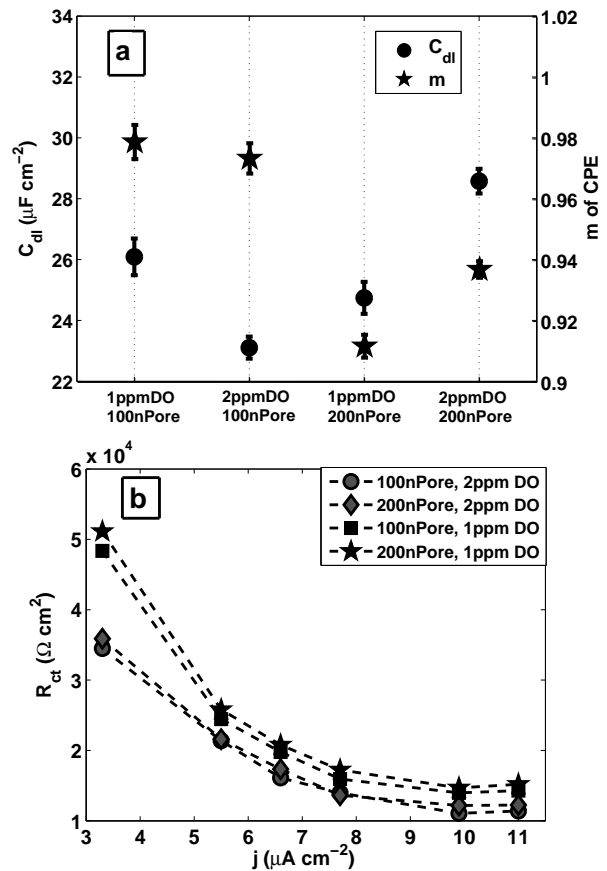 a
C_dl
m
34
32
30
28
26
24
22
C_dl (μF cm⁻²)
1.02
1
0.98
0.96
0.94
0.92
0.9
m of CPE
1ppmDO 2ppmDO 1ppmDO 2ppmDO
100nPore 100nPore 200nPore 200nPore
x 10⁴
b
100nPore, 2ppm DO
200nPore, 2ppm DO
100nPore, 1ppm DO
200nPore, 1ppm DO
6
5
4
3
2
1
R_ct (Ω cm²)
3 4 5 6 7 8 9 10 11
j (μA cm⁻²)